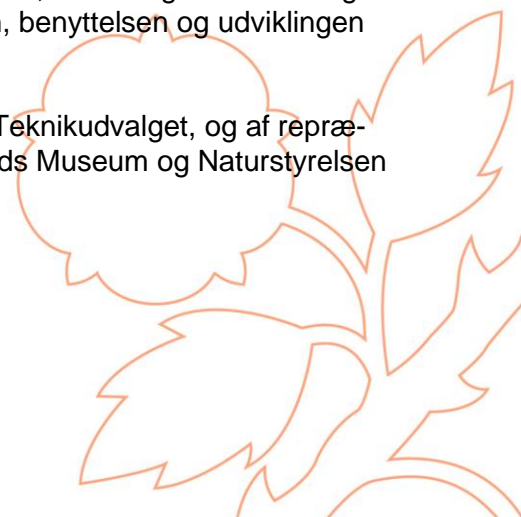 , benyttelsen og udviklingen
Teknikudvalget, og af repræ-
ds Museum og Naturstyrelsen